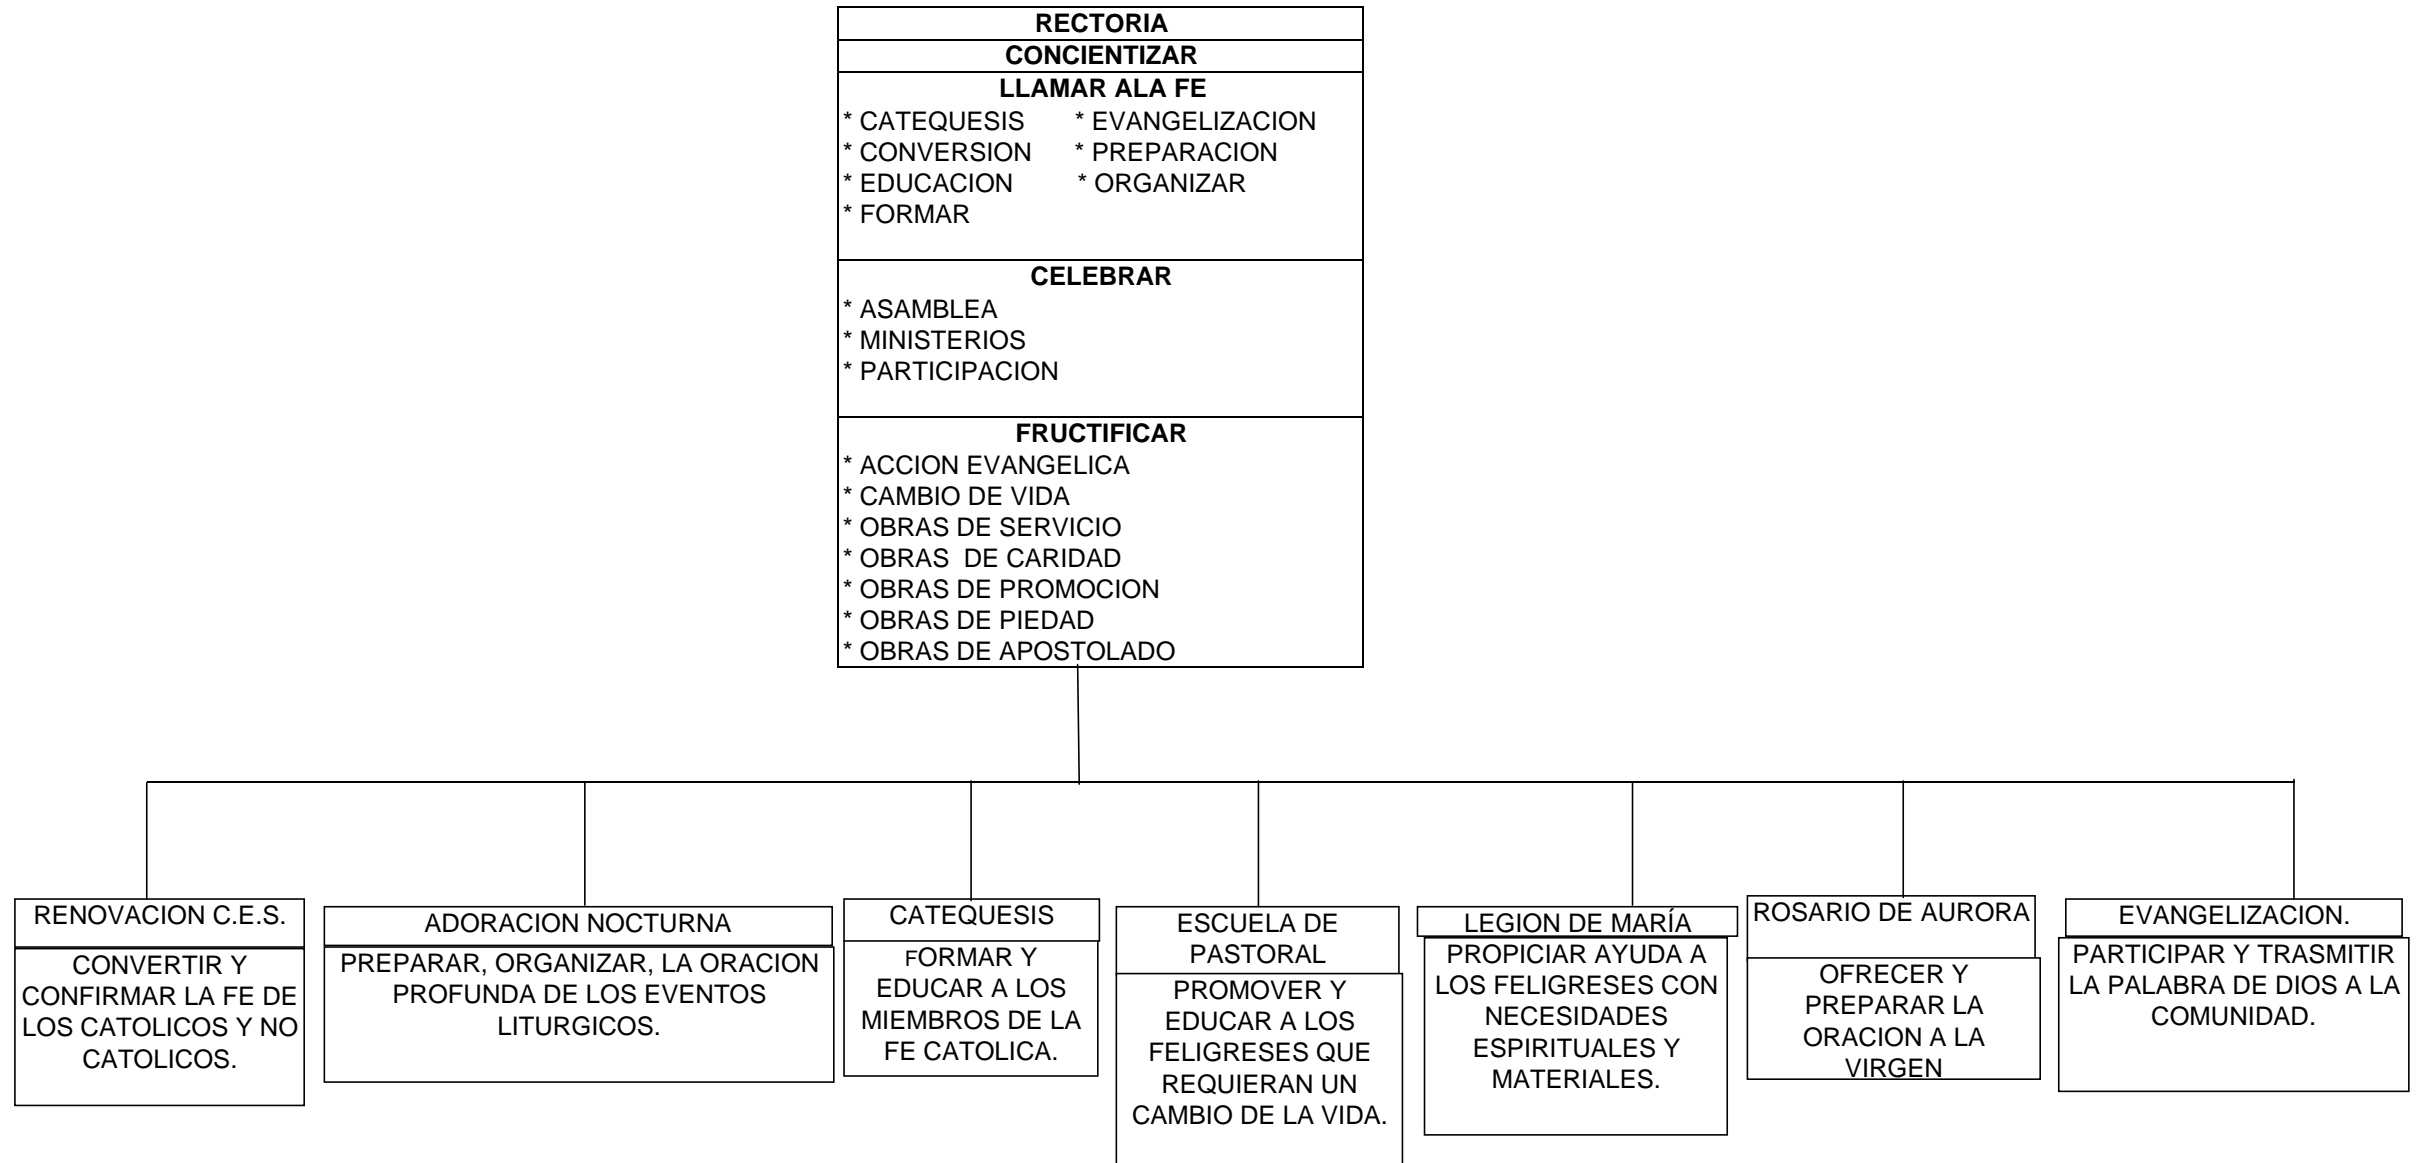 RECTORIA
CONCIENTIZAR
LLAMAR ALA FE
* CATEQUESIS * EVANGELIZACION
* CONVERSION * PREPARACION
* EDUCACION * ORGANIZAR
* FORMAR
CELEBRAR
* ASAMBLEA
* MINISTERIOS
* PARTICIPACION
FRUCTIFICAR
* ACCION EVANGELICA
* CAMBIO DE VIDA
* OBRAS DE SERVICIO
* OBRAS DE CARIDAD
* OBRAS DE PROMOCION
* OBRAS DE PIEDAD
* OBRAS DE APOSTOLADO
RENOVACION C.E.S.
CONVERTIR Y
CONFIRMAR LA FE DE
LOS CATOLICOS Y NO
CATOLICOS.
ADORACION NOCTURNA
PREPARAR, ORGANIZAR, LA ORACION
PROFUNDA DE LOS EVENTOS
LITURGICOS.
CATEQUESIS
FORMAR Y
EDUCAR A LOS
MIEMBROS DE LA
FE CATOLICA.
ESCUELA DE
PASTORAL
PROMOVER Y
EDUCAR A LOS
FELIGRESES QUE
REQUIERAN UN
CAMBIO DE LA VIDA.
LEGION DE MARÍA
PROPICIAR AYUDA A
LOS FELIGRESES CON
NECESIDADES
ESPIRITUALES Y
MATERIALES.
ROSARIO DE AURORA
OFRECER Y
PREPARAR LA
ORACION A LA
VIRGEN
EVANGELIZACION.
PARTICIPAR Y TRASMITIR
LA PALABRA DE DIOS A LA
COMUNIDAD.